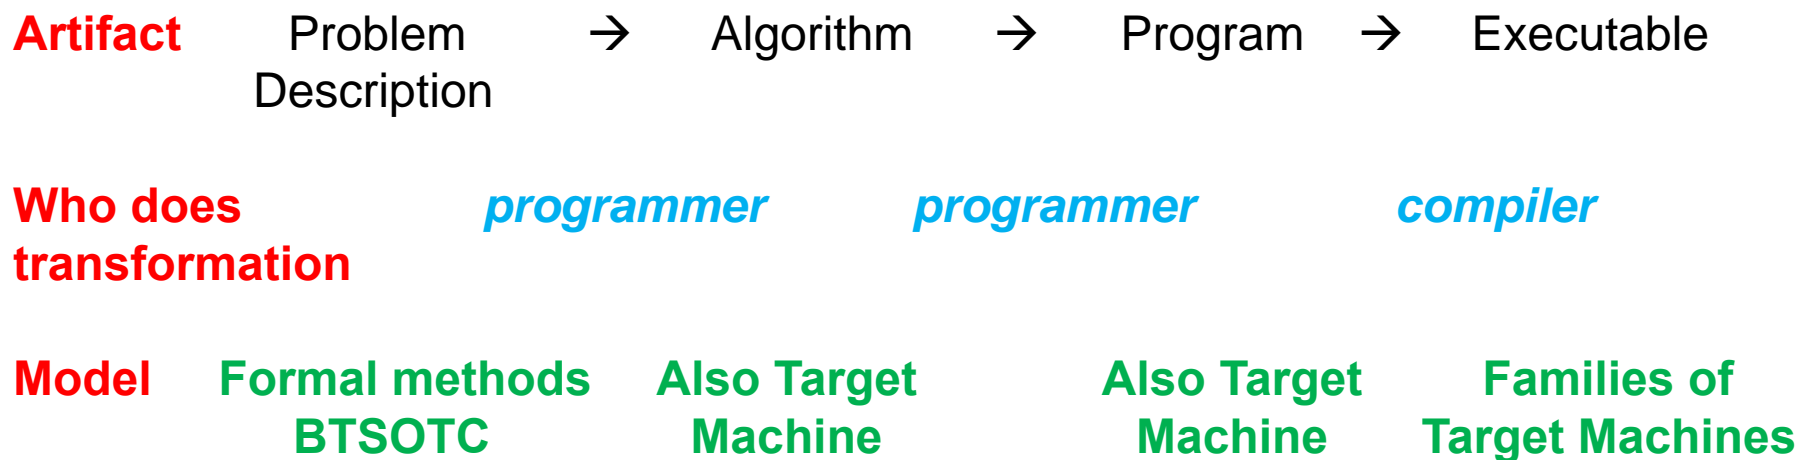 Artifact Problem → Algorithm → Program → Executable
Description
Who does programmer programmer compiler
transformation
Model Formal methods Also Target Also Target Families of
BTSOTC Machine Machine Target Machines